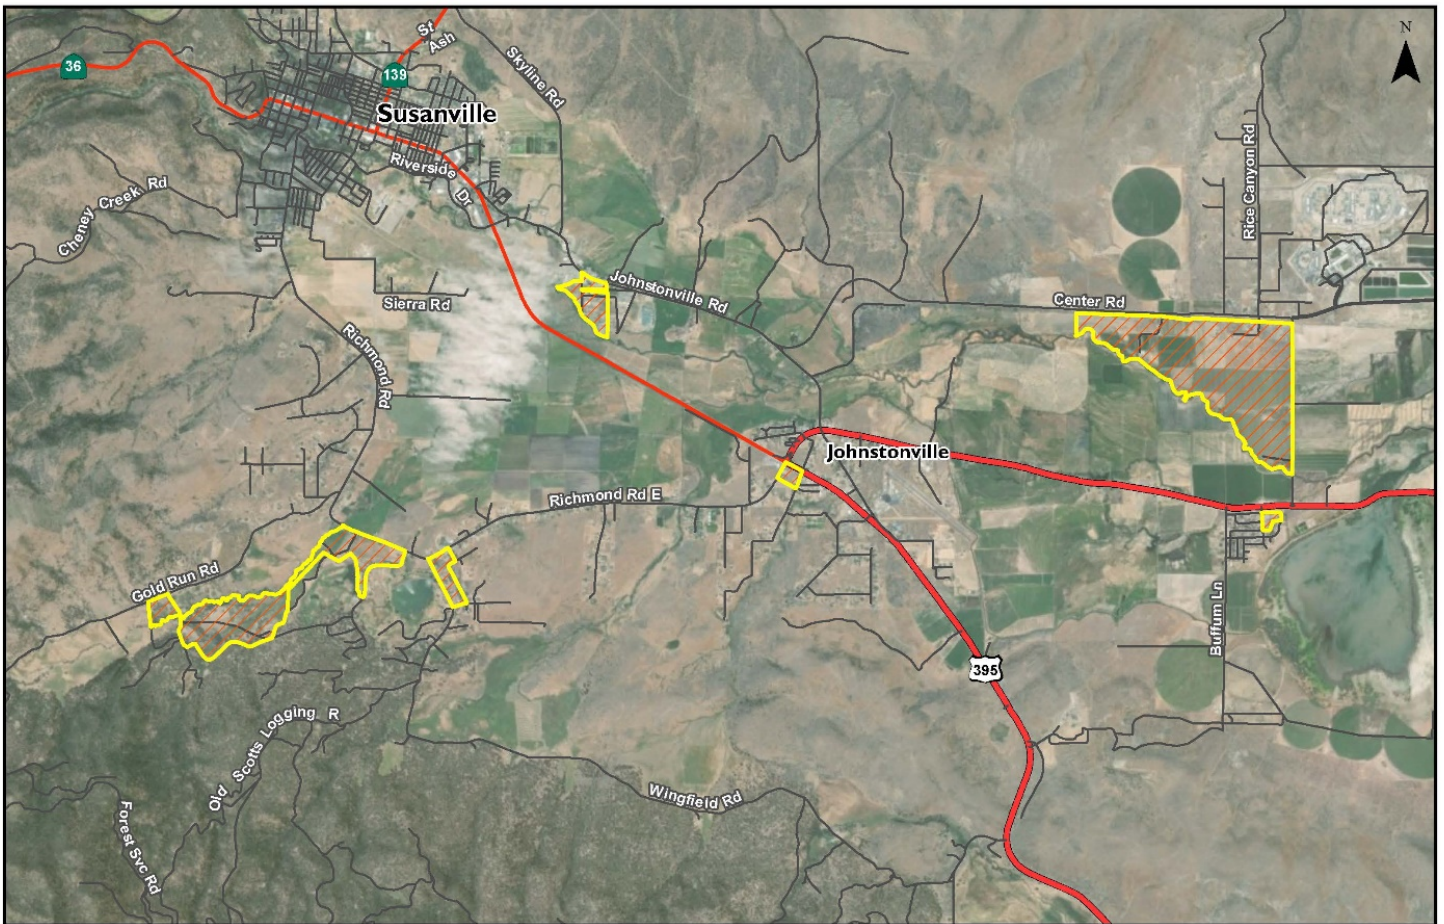 N
St
Ash
36
139
Skyline Rd
Susanville
Riverside
Dr
Rice Canyon Rd
Cheney Creek Rd
Johnstonville Rd
Sierra Rd
Center Rd
Richmond Rd
Johnstonville
Richmond Rd E
Gold Run Rd
Buffum Ln
395
Old Scotts Logging R
Wingfield Rd
Forest Svc Rd